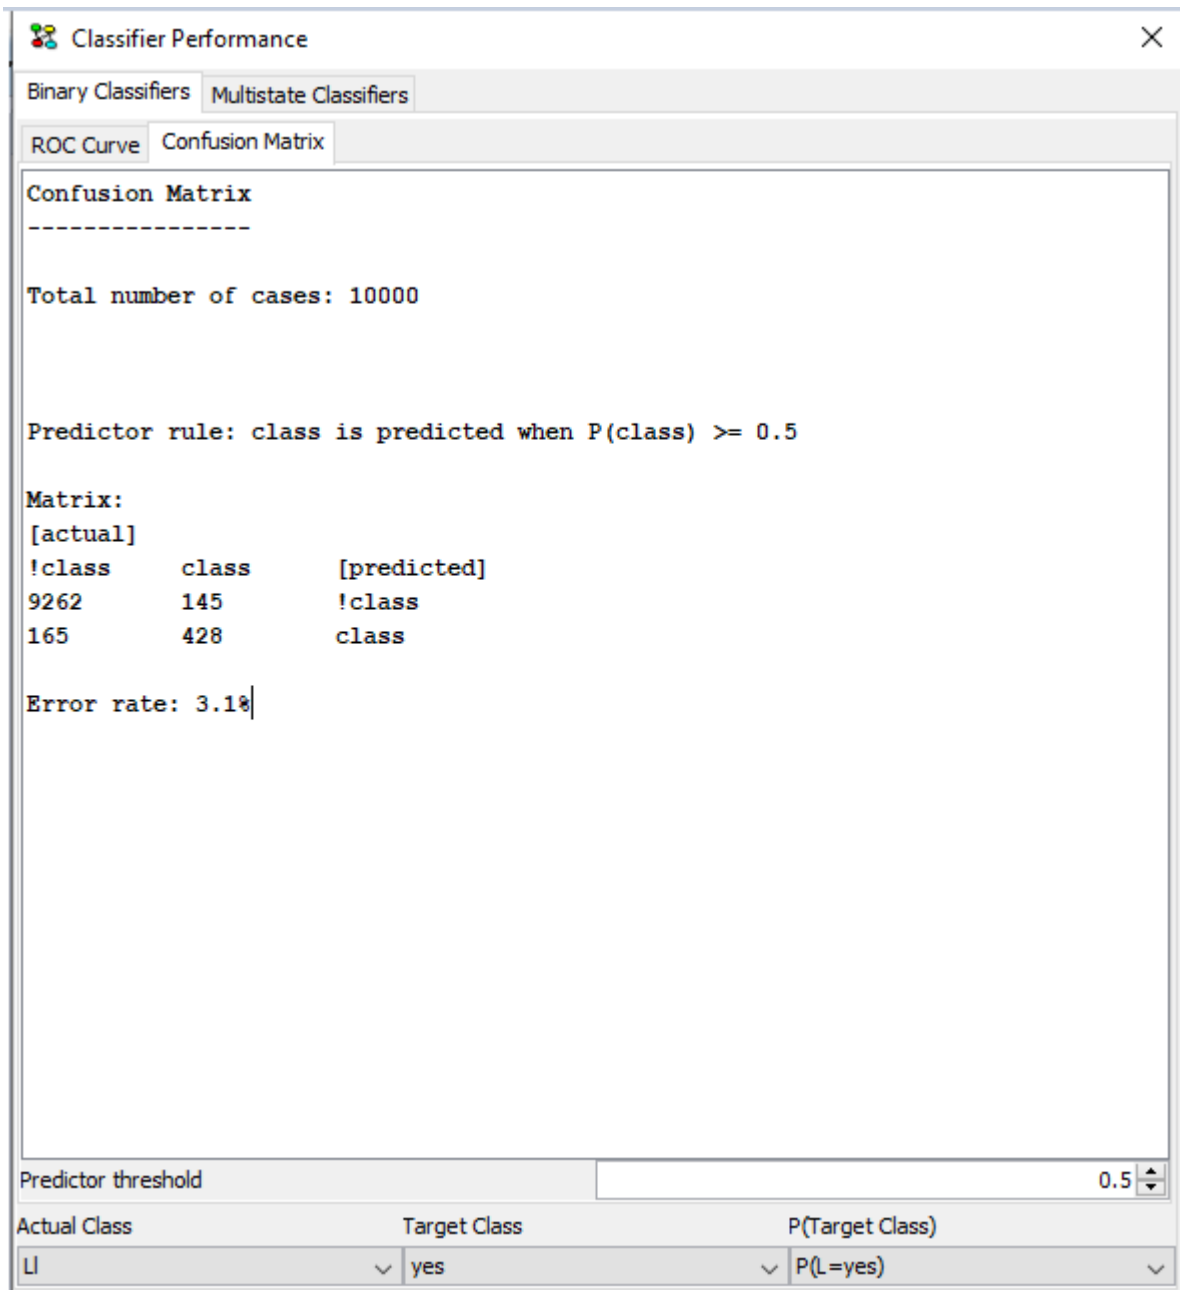 Classifier Performance
Binary Classifiers Multistate Classifiers
ROC Curve Confusion Matrix
Confusion Matrix
----------------
Total number of cases: 10000
Predictor rule: class is predicted when P(class) >= 0.5
Matrix:
[actual]
!class class [predicted]
9262 145 !class
165 428 class
Error rate: 3.1%
Predictor threshold 0.5
Actual Class Target Class P(Target Class)
Ll yes P(L=yes)